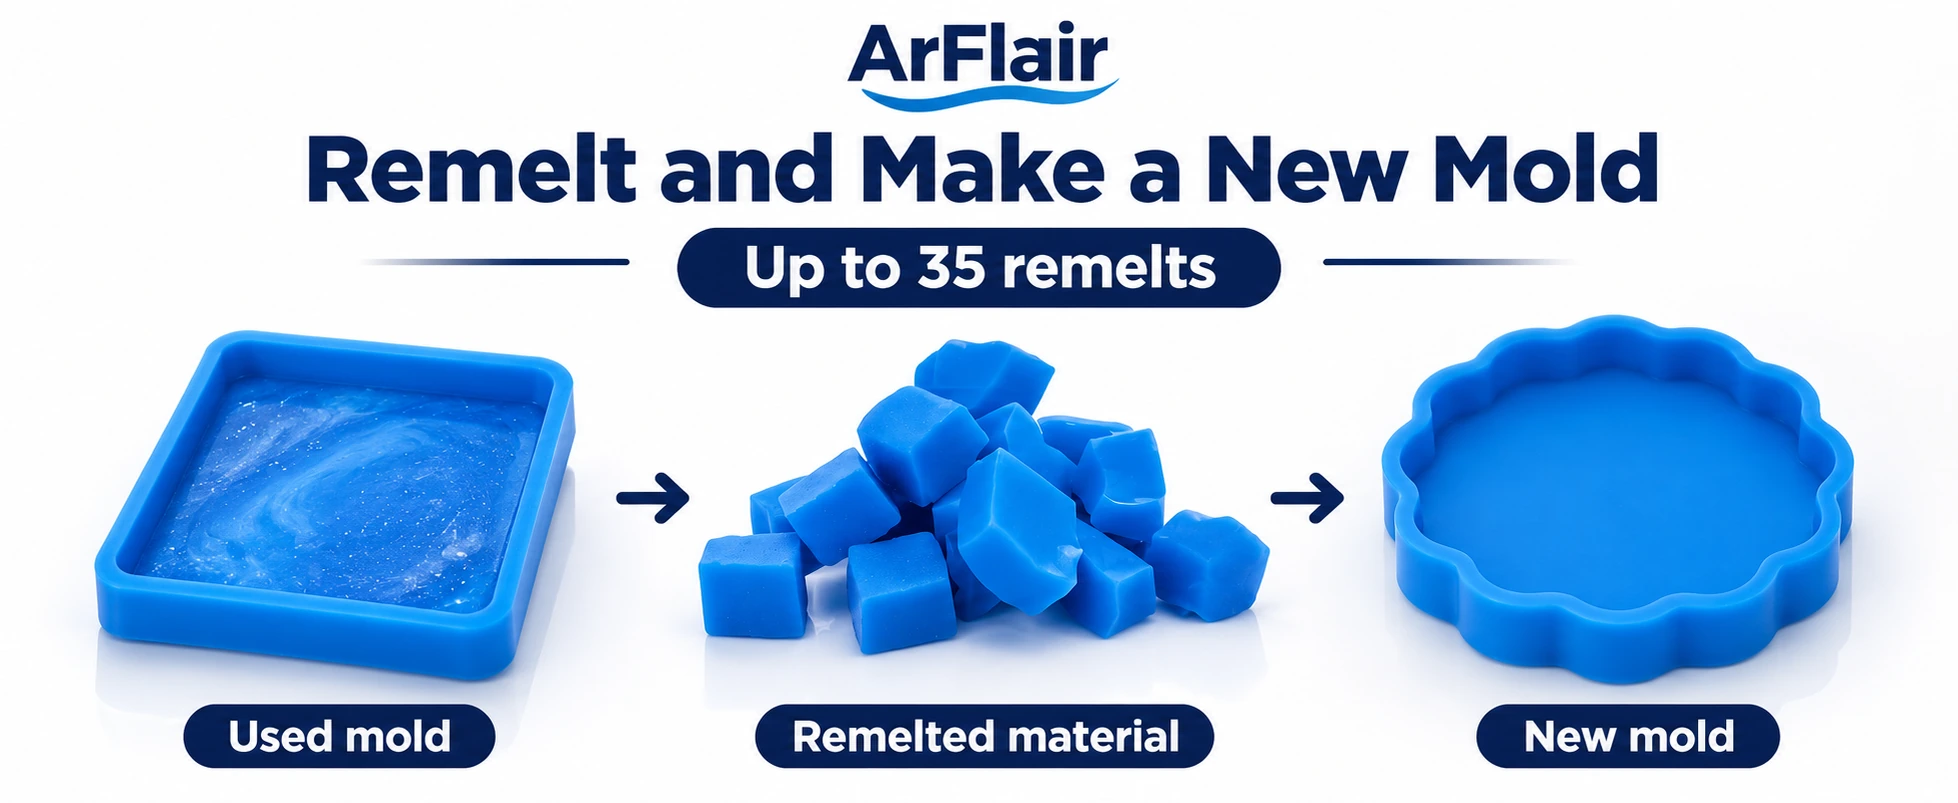 ArFlair
Remelt and Make a New Mold
Up to 35 remelts
Used mold
Remelted material
New mold